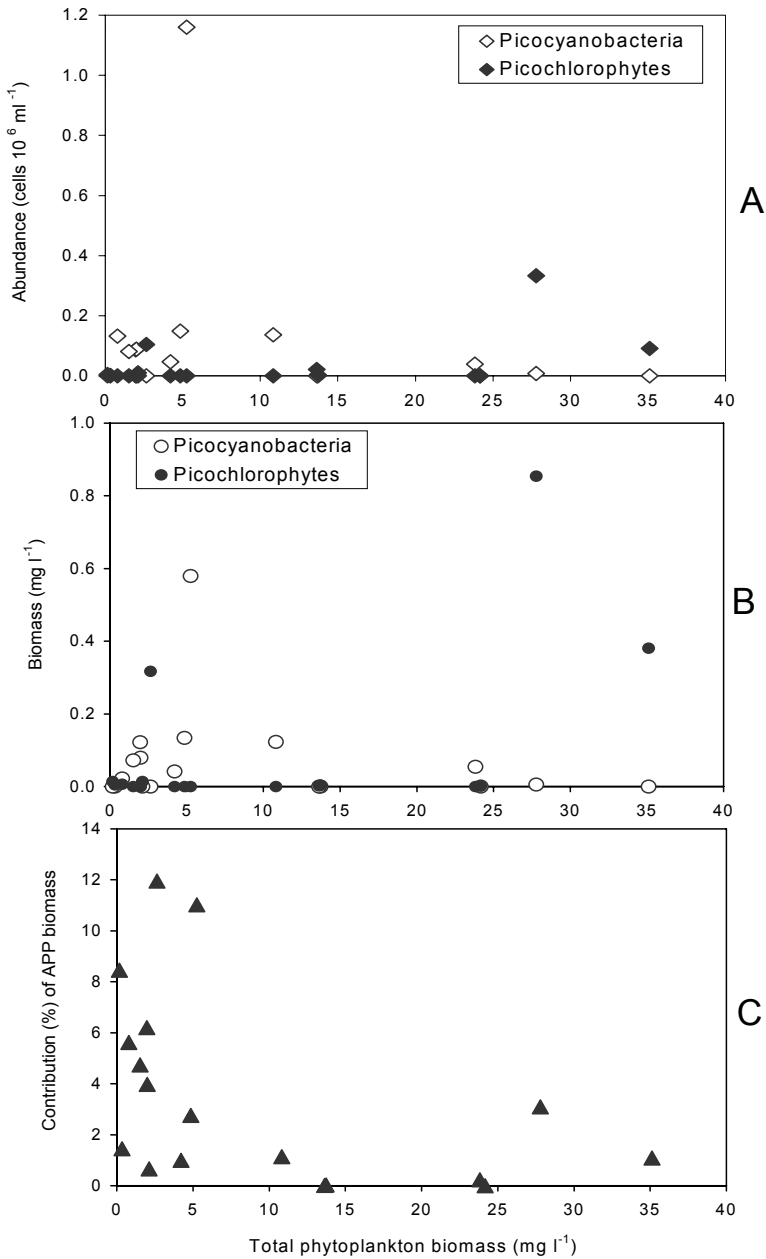 1.2
1.0
0.8
0.6
0.4
0.2
0.0
Abundance (cells 10 6 ml -1)
Picocyanobacteria
Picochlorophytes
A
0 5 10 15 20 25 30 35 40
1.0
0.8
0.6
0.4
0.2
0.0
Biomass (mg l-1)
Picocyanobacteria
Picochlorophytes
B
0 5 10 15 20 25 30 35 40
14
12
10
8
6
4
2
0
Contribution (%) of APP biomass
C
0 5 10 15 20 25 30 35 40
Total phytoplankton biomass (mg l-1)